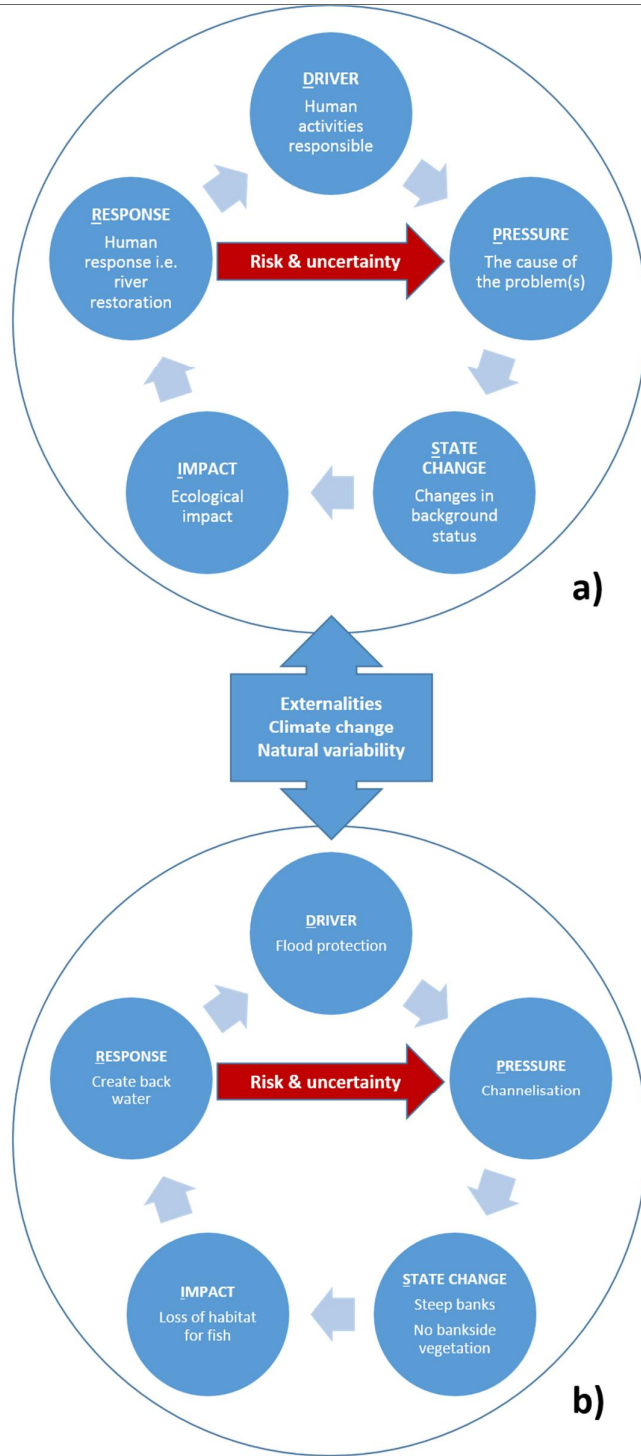 DRIVER
Human
activities
responsible
RESPONSE
Human
response i.e.
river
restoration
Risk & uncertainty
PRESSURE
The cause of
the problem(s)
IMPACT
Ecological
impact
STATE
CHANGE
Changes in
background
status
a)
Externalities
Climate change
Natural variability
DRIVER
Flood protection
RESPONSE
Create back
water
Risk & uncertainty
PRESSURE
Channelisation
IMPACT
Loss of habitat
for fish
STATE CHANGE
Steep banks
No bankside
vegetation
b)